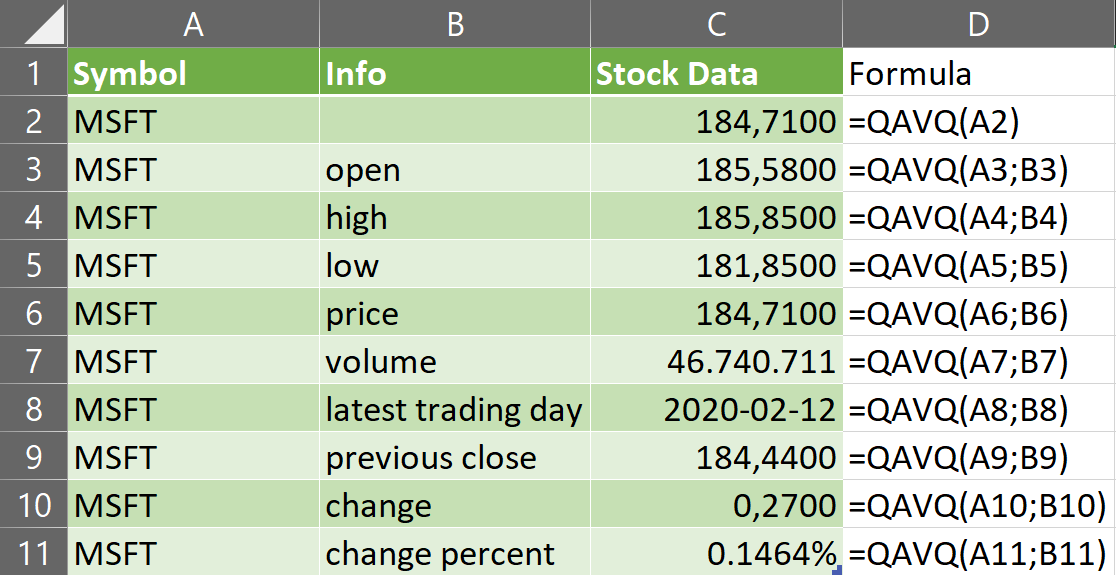 A B C D
1 Symbol Info Stock Data Formula
2 MSFT 184,7100 =QAVQ(A2)
3 MSFT open 185,5800 =QAVQ(A3;B3)
4 MSFT high 185,8500 =QAVQ(A4;B4)
5 MSFT low 181,8500 =QAVQ(A5;B5)
6 MSFT price 184,7100 =QAVQ(A6;B6)
7 MSFT volume 46.740.711 =QAVQ(A7;B7)
8 MSFT latest trading day 2020-02-12 =QAVQ(A8;B8)
9 MSFT previous close 184,4400 =QAVQ(A9;B9)
10 MSFT change 0,2700 =QAVQ(A10;B10)
11 MSFT change percent 0.1464% =QAVQ(A11;B11)